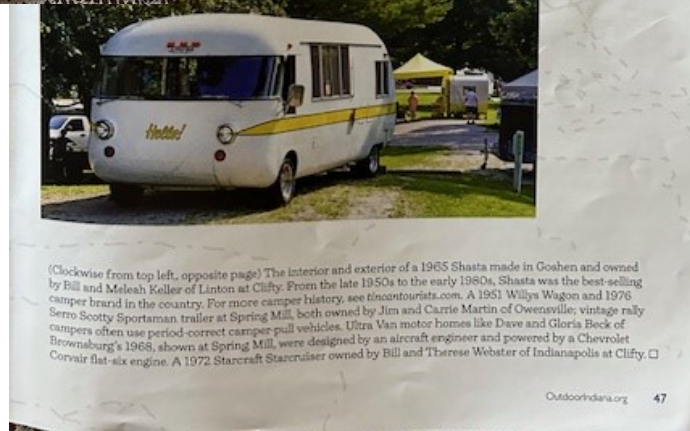 Hello!
(Clockwise from top left, opposite page) The interior and exterior of a 1965 Shasta made in Goshen and owned
by Bill and Meleah Keller of Linton at Clifty. From the late 1950s to the early 1980s, Shasta was the best-selling
camper brand in the country. For more camper history, see tincantourists.com. A 1951 Willys Wagon and 1976
Serro Scotty Sportsman trailer at Spring Mill, both owned by Jim and Carrie Martin of Owensville; vintage rally
campers often use period-correct camper-pull vehicles. Ultra Van motor homes like Dave and Gloria Beck of
Brownsburg's 1968, shown at Spring Mill, were designed by an aircraft engineer and powered by a Chevrolet
Corvair flat-six engine. A 1972 Starcraft Starcruiser owned by Bill and Therese Webster of Indianapolis at Clifty. □
OutdoorIndiana.org 47